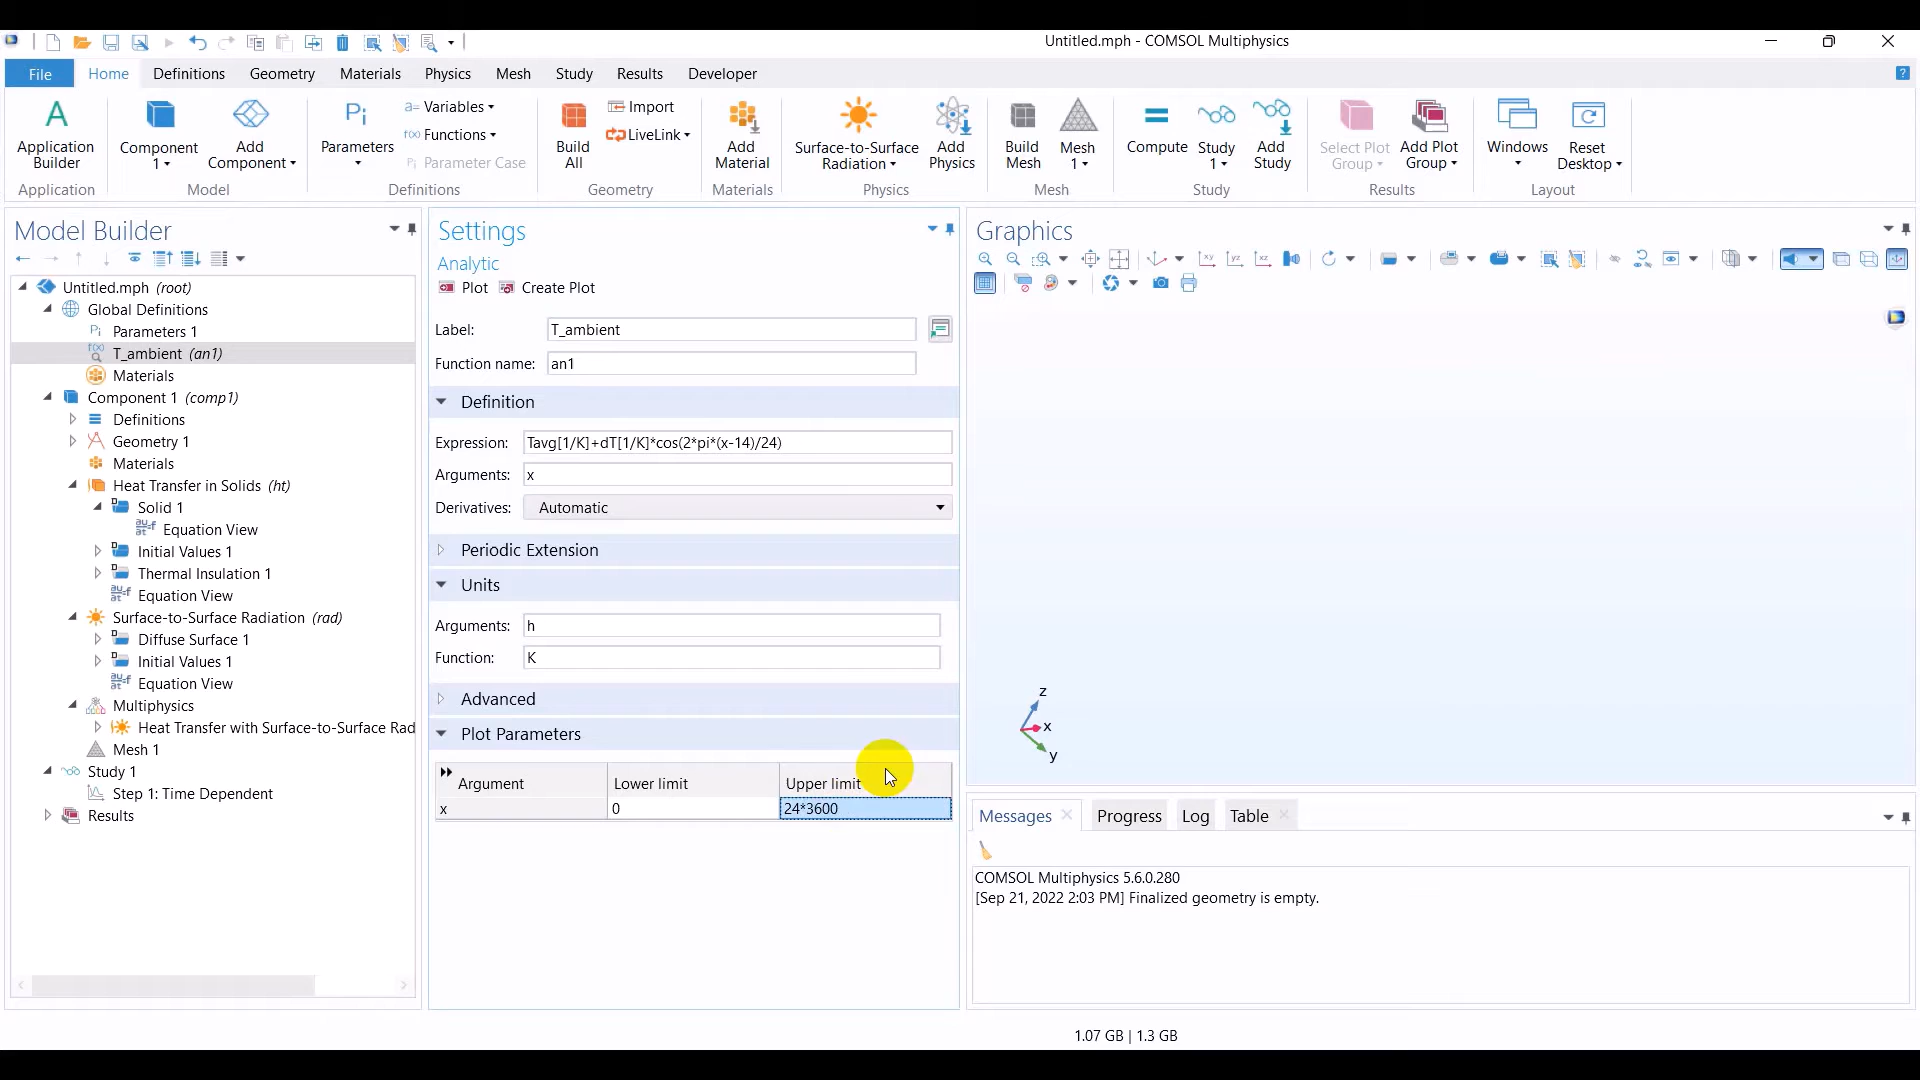 Untitled.mph - COMSOL Multiphysics
File Home Definitions Geometry Materials Physics Mesh Study Results Developer
Application Builder
Application
Component 1
Add Component
Model
Pi
Parameters
a= Variables
f(x) Functions
Pi Parameter Case
Definitions
Build All
Import
LiveLink
Geometry
Add Material
Materials
Surface-to-Surface Radiation
Add Physics
Physics
Build Mesh
Mesh 1
Mesh
Compute
Study 1
Add Study
Study
Select Plot Group
Add Plot Group
Results
Windows
Reset Desktop
Layout
Model Builder
Untitled.mph (root)
Global Definitions
Pi Parameters 1
T_ambient (an1)
Materials
Component 1 (comp1)
Definitions
Geometry 1
Materials
Heat Transfer in Solids (ht)
Solid 1
Equation View
Initial Values 1
Thermal Insulation 1
Equation View
Surface-to-Surface Radiation (rad)
Diffuse Surface 1
Initial Values 1
Equation View
Multiphysics
Heat Transfer with Surface-to-Surface Rad
Mesh 1
Study 1
Step 1: Time Dependent
Results
Settings
Analytic
Plot Create Plot
Label: T_ambient
Function name: an1
Definition
Expression: Tavg[1/K]+dT[1/K]*cos(2*pi*(x-14)/24)
Arguments: x
Derivatives: Automatic
Periodic Extension
Units
Arguments: h
Function: K
Advanced
Plot Parameters
Argument Lower limit Upper limit
x 0 24*3600
Graphics
z
x
y
Messages Progress Log Table
COMSOL Multiphysics 5.6.0.280
[Sep 21, 2022 2:03 PM] Finalized geometry is empty.
1.07 GB | 1.3 GB